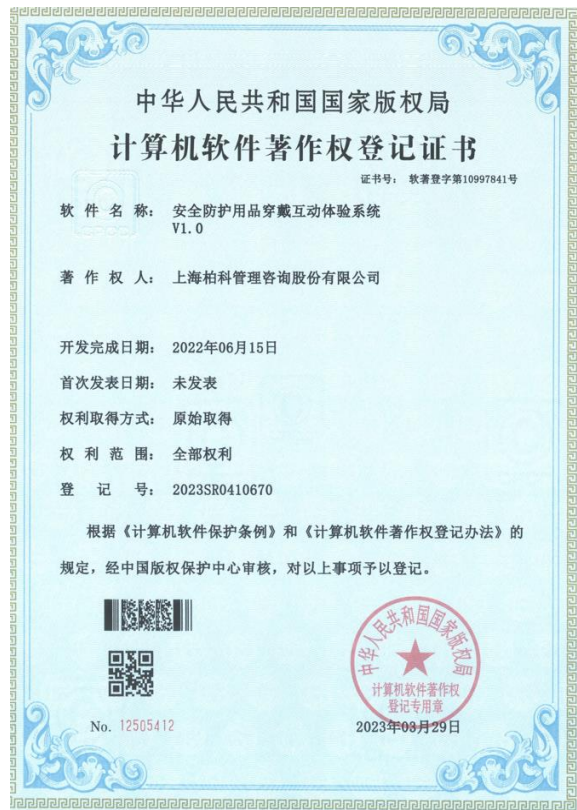 中华人民共和国国家版权局
计算机软件著作权登记证书
证书号： 软著登字第10997841号
软件名称： 安全防护用品穿戴互动体验系统
V1.0
著作权人： 上海柏科管理咨询股份有限公司
开发完成日期： 2022年06月15日
首次发表日期： 未发表
权利取得方式： 原始取得
权利范围： 全部权利
登记号： 2023SR0410670
根据《计算机软件保护条例》和《计算机软件著作权登记办法》的
规定，经中国版权保护中心审核，对以上事项予以登记。
中华人民共和国国家版权局
计算机软件著作权
登记专用章
No. 12505412
2023年03月29日